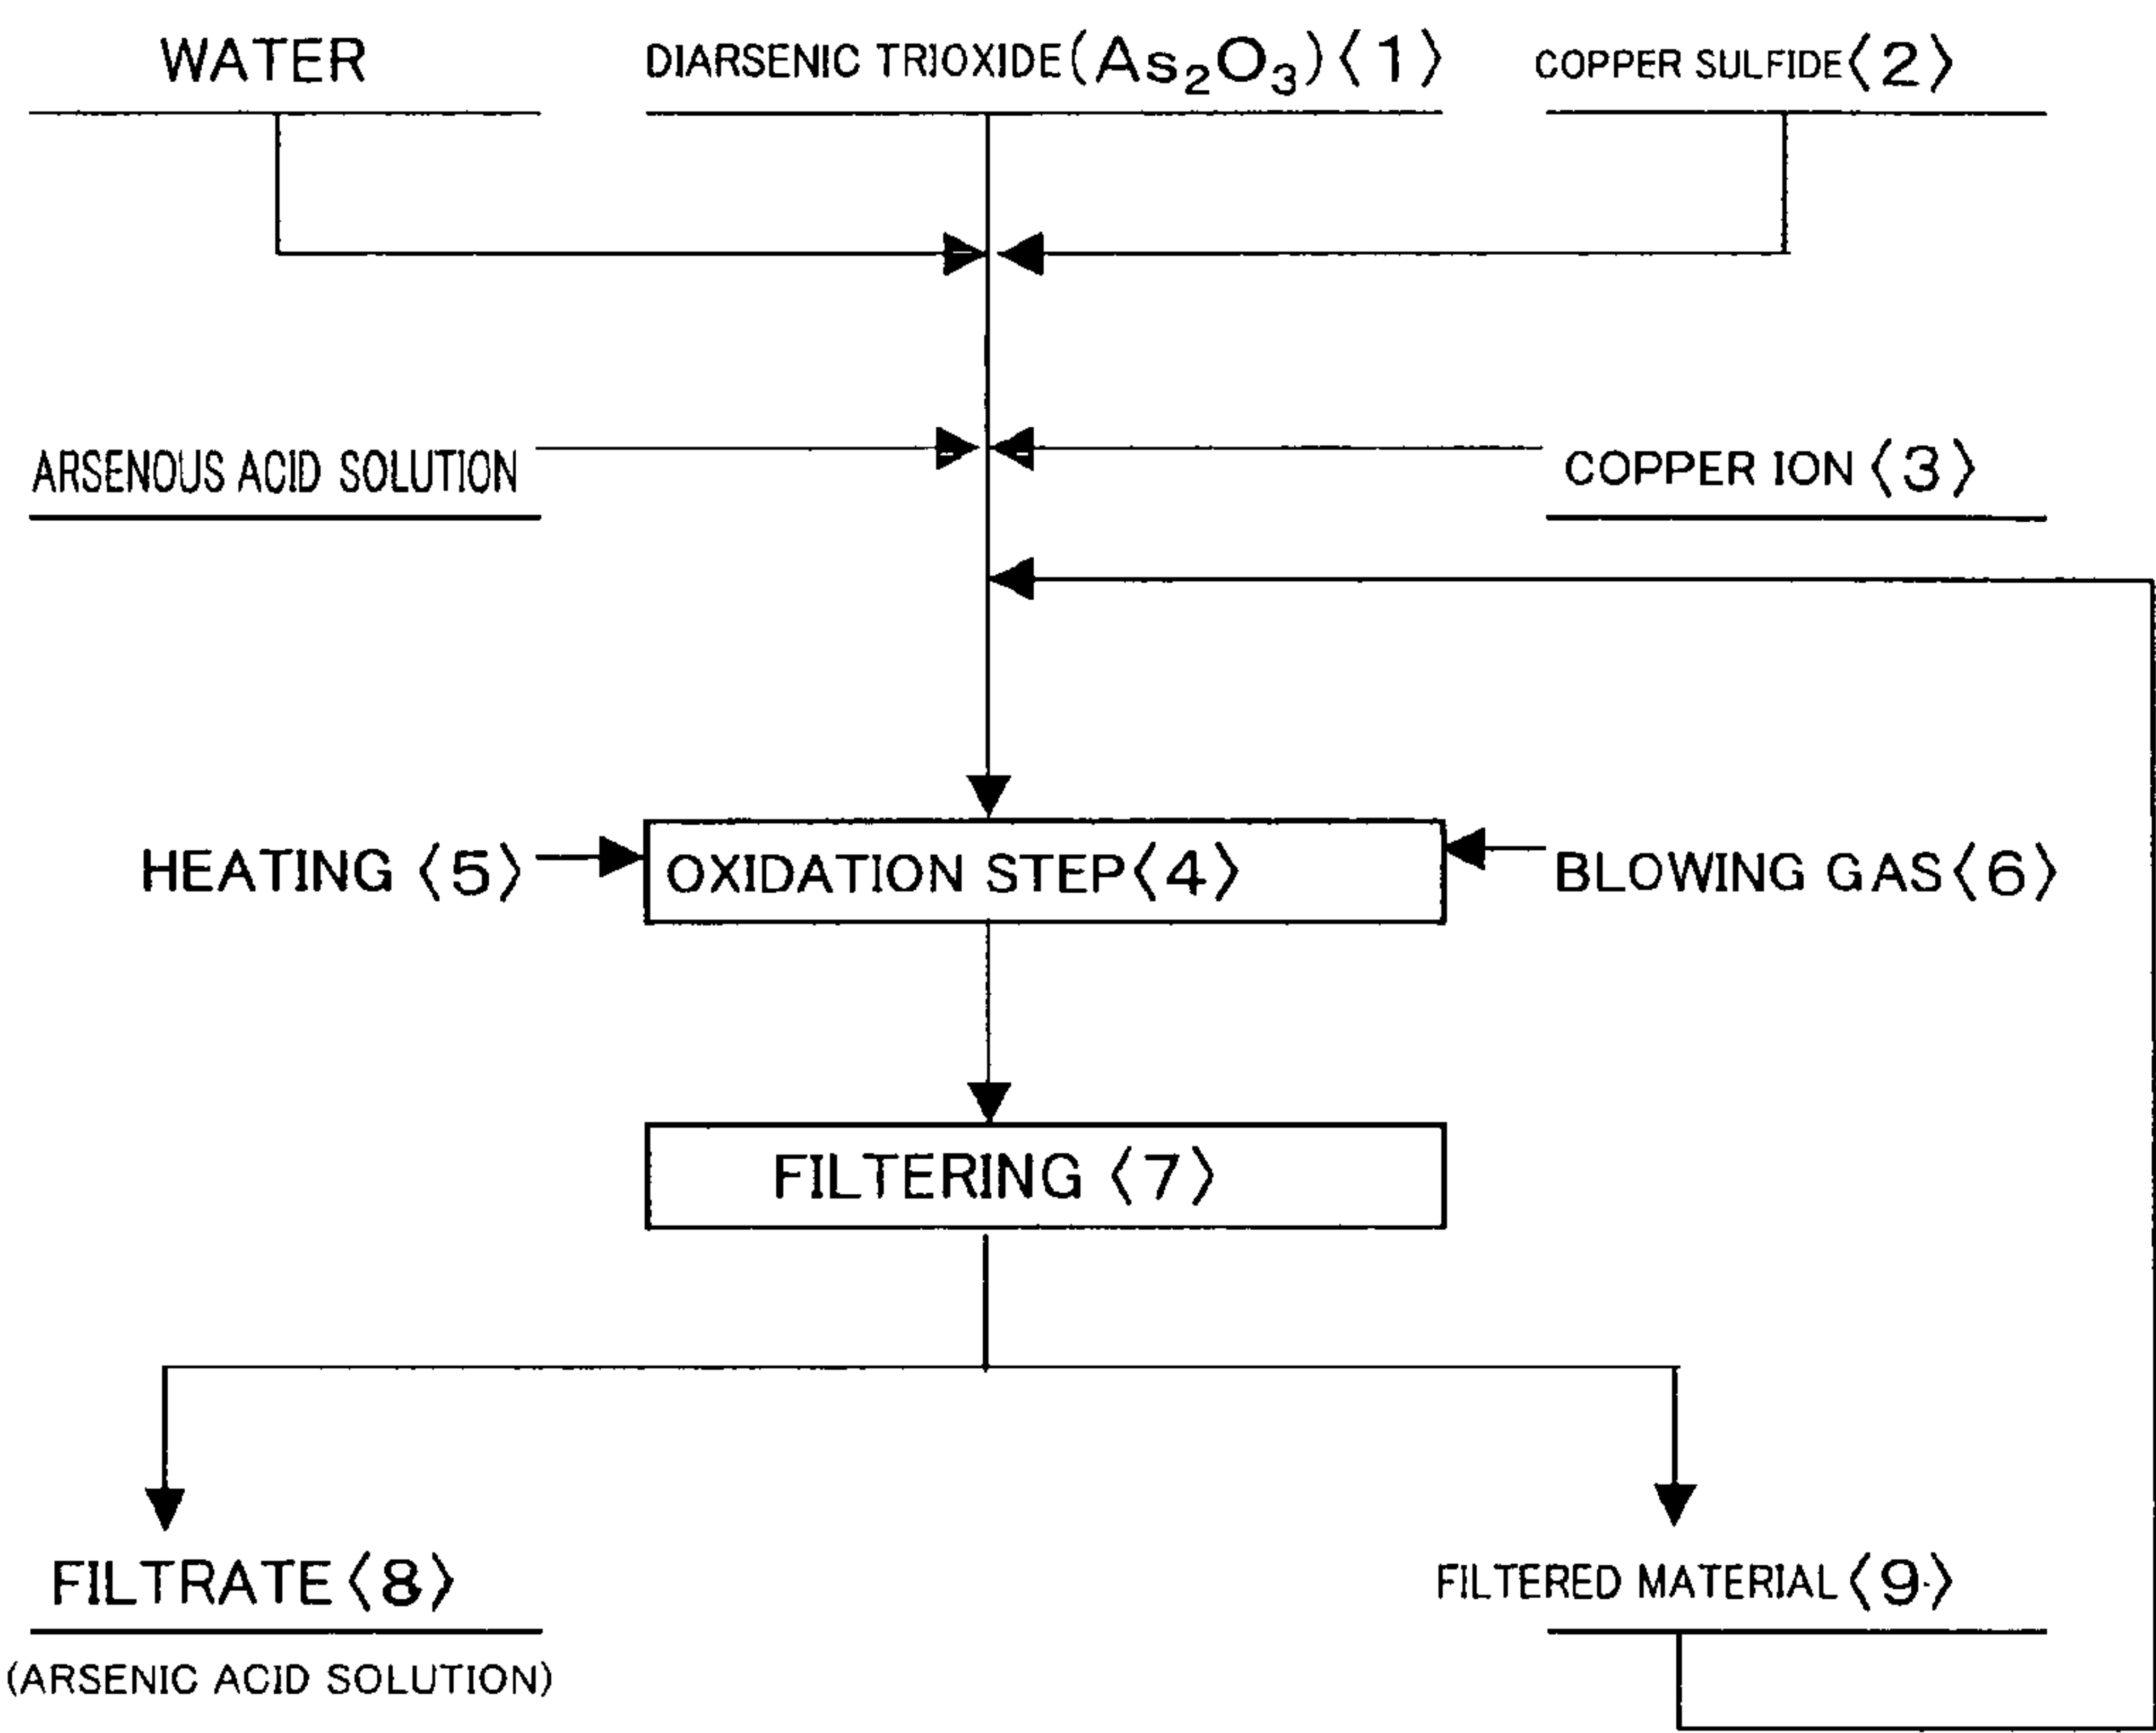 WATER
DIARSENIC TRIOXIDE(As₂O₃)〈1〉
COPPER SULFIDE〈2〉
ARSENOUS ACID SOLUTION
COPPER ION〈3〉
HEATING〈5〉
OXIDATION STEP〈4〉
BLOWING GAS〈6〉
FILTERING〈7〉
FILTRATE〈8〉
(ARSENIC ACID SOLUTION)
FILTERED MATERIAL〈9〉